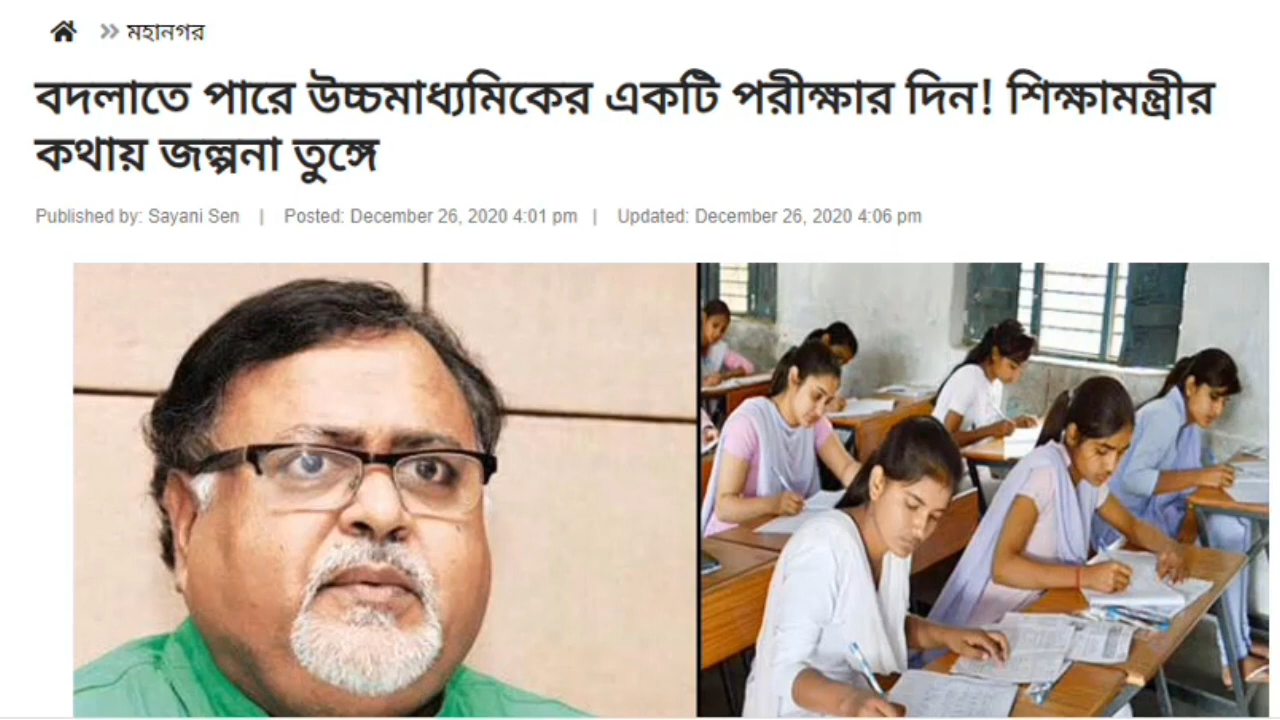 মহানগর
বদলাতে পারে উচ্চমাধ্যমিকের একটি পরীক্ষার দিন! শিক্ষামন্ত্রীর
কথায় জল্পনা তুঙ্গে
Published by: Sayani Sen | Posted: December 26, 2020 4:01 pm | Updated: December 26, 2020 4:06 pm